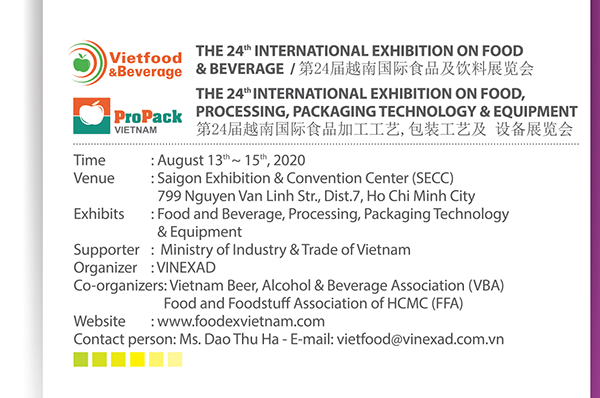 Vietfood
&Beverage
THE 24th INTERNATIONAL EXHIBITION ON FOOD
& BEVERAGE / 第24届越南国际食品及饮料展览会
ProPack
VIETNAM
THE 24th INTERNATIONAL EXHIBITION ON FOOD,
PROCESSING, PACKAGING TECHNOLOGY & EQUIPMENT
第24届越南国际食品加工工艺, 包装工艺及 设备展览会
Time : August 13th ~ 15th, 2020
Venue : Saigon Exhibition & Convention Center (SECC)
799 Nguyen Van Linh Str., Dist.7, Ho Chi Minh City
Exhibits : Food and Beverage, Processing, Packaging Technology
& Equipment
Supporter : Ministry of Industry & Trade of Vietnam
Organizer : VINEXAD
Co-organizers: Vietnam Beer, Alcohol & Beverage Association (VBA)
Food and Foodstuff Association of HCMC (FFA)
Website : www.foodexvietnam.com
Contact person: Ms. Dao Thu Ha - E-mail: vietfood@vinexad.com.vn